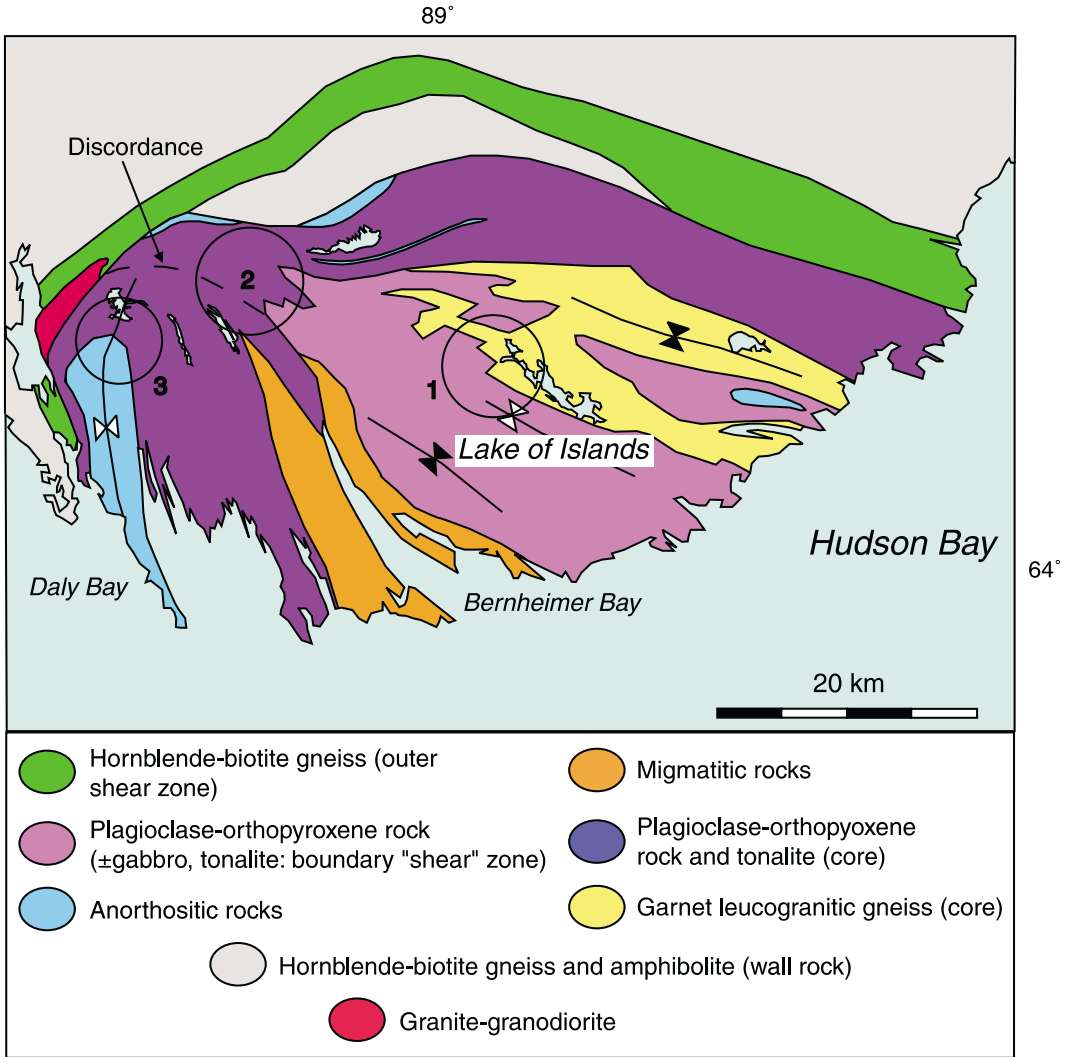 89°
Discordance
2
3
1
Lake of Islands
Hudson Bay
64°
Daly Bay
Bernheimer Bay
20 km
Hornblende-biotite gneiss (outer
shear zone)
Migmatitic rocks
Plagioclase-orthopyroxene rock
(±gabbro, tonalite: boundary "shear" zone)
Plagioclase-orthopyoxene
rock and tonalite (core)
Anorthositic rocks
Garnet leucogranitic gneiss (core)
Hornblende-biotite gneiss and amphibolite (wall rock)
Granite-granodiorite